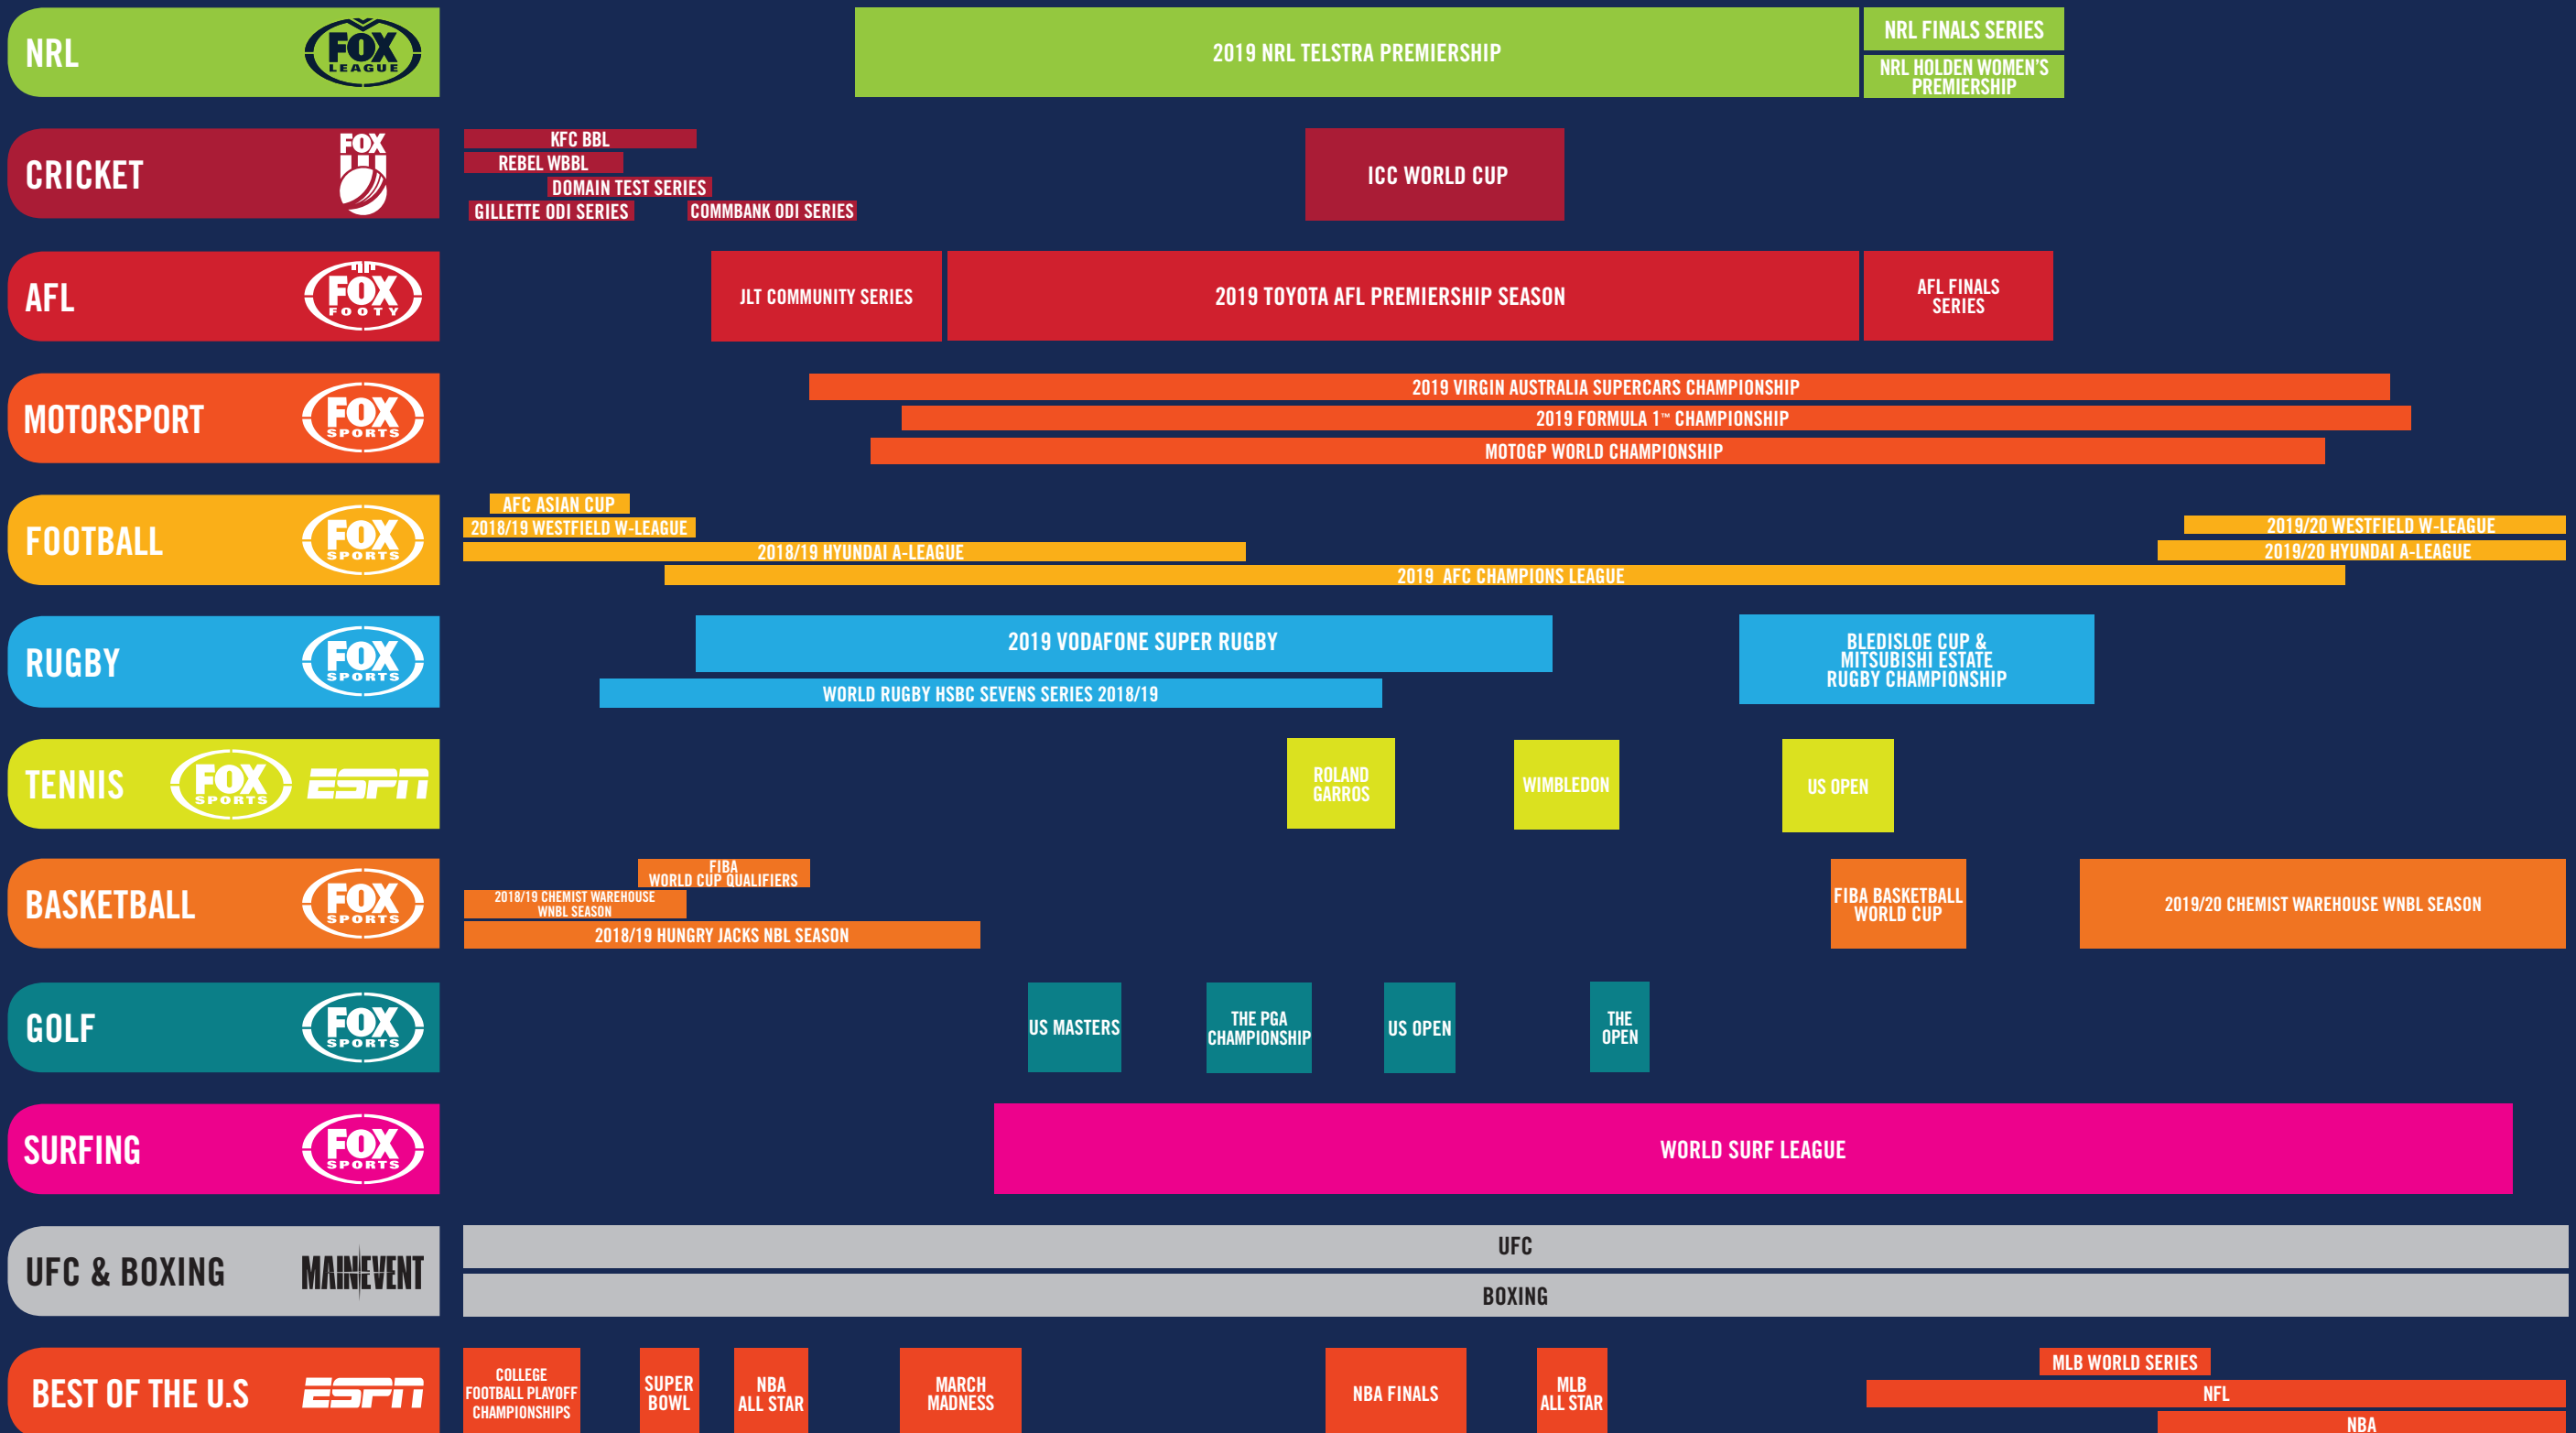 NRL
FOX
LEAGUE
2019 NRL TELSTRA PREMIERSHIP
NRL FINALS SERIES
NRL HOLDEN WOMEN'S
PREMIERSHIP
CRICKET
FOX
KFC BBL
REBEL WBBL
DOMAIN TEST SERIES
GILLETTE ODI SERIES
COMMBANK ODI SERIES
ICC WORLD CUP
AFL
FOX
FOOTY
JLT COMMUNITY SERIES
2019 TOYOTA AFL PREMIERSHIP SEASON
AFL FINALS
SERIES
MOTORSPORT
FOX
SPORTS
2019 VIRGIN AUSTRALIA SUPERCARS CHAMPIONSHIP
2019 FORMULA 1™ CHAMPIONSHIP
MOTOGP WORLD CHAMPIONSHIP
FOOTBALL
FOX
SPORTS
AFC ASIAN CUP
2018/19 WESTFIELD W-LEAGUE
2018/19 HYUNDAI A-LEAGUE
2019 AFC CHAMPIONS LEAGUE
2019/20 WESTFIELD W-LEAGUE
2019/20 HYUNDAI A-LEAGUE
RUGBY
FOX
SPORTS
2019 VODAFONE SUPER RUGBY
WORLD RUGBY HSBC SEVENS SERIES 2018/19
BLEDISLOE CUP &
MITSUBISHI ESTATE
RUGBY CHAMPIONSHIP
TENNIS
FOX
SPORTS
ESPN
ROLAND
GARROS
WIMBLEDON
US OPEN
BASKETBALL
FOX
SPORTS
FIBA
WORLD CUP QUALIFIERS
2018/19 CHEMIST WAREHOUSE
WNBL SEASON
2018/19 HUNGRY JACKS NBL SEASON
FIBA BASKETBALL
WORLD CUP
2019/20 CHEMIST WAREHOUSE WNBL SEASON
GOLF
FOX
SPORTS
US MASTERS
THE PGA
CHAMPIONSHIP
US OPEN
THE
OPEN
SURFING
FOX
SPORTS
WORLD SURF LEAGUE
UFC & BOXING
MAIN EVENT
UFC
BOXING
BEST OF THE U.S
ESPN
COLLEGE
FOOTBALL PLAYOFF
CHAMPIONSHIPS
SUPER
BOWL
NBA
ALL STAR
MARCH
MADNESS
NBA FINALS
MLB
ALL STAR
MLB WORLD SERIES
NFL
NBA